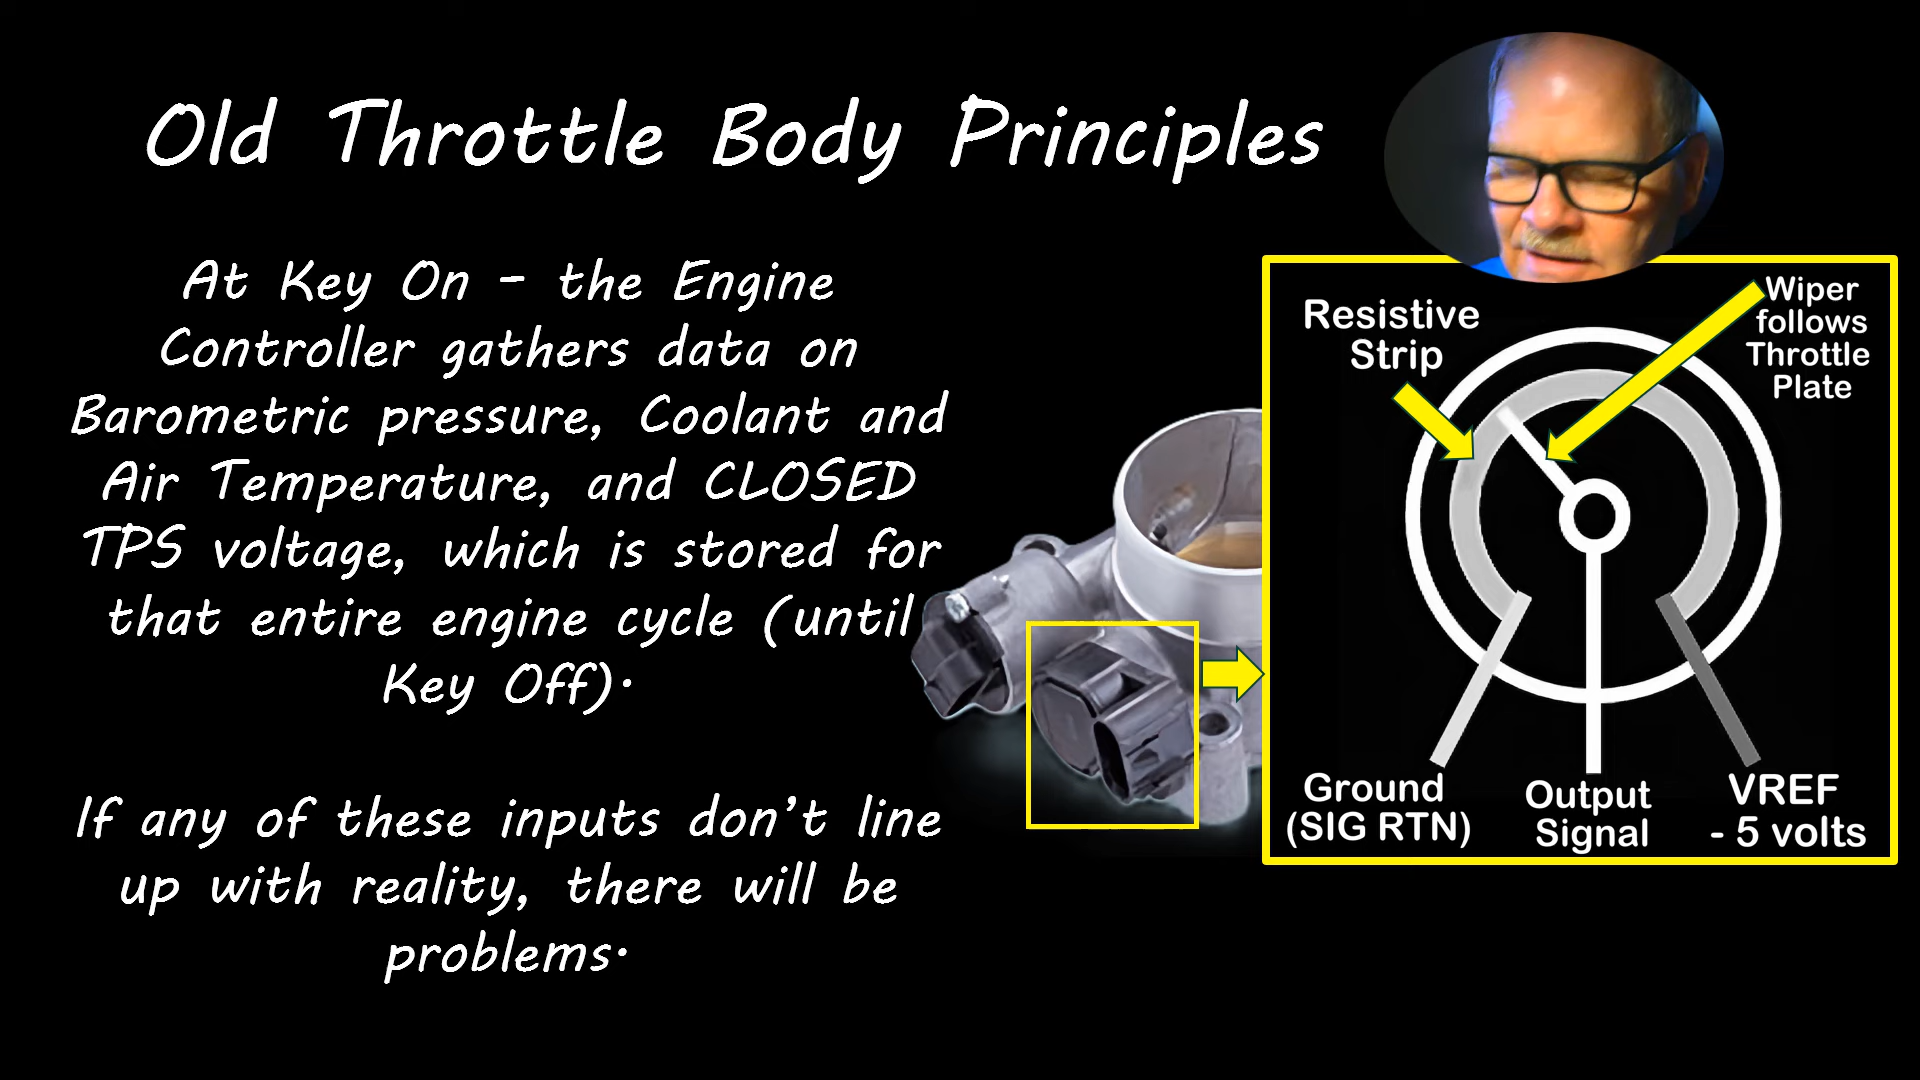 Old Throttle Body Principles
At Key On - the Engine
Controller gathers data on
Barometric pressure, Coolant and
Air Temperature, and CLOSED
TPS voltage, which is stored for
that entire engine cycle (until
Key Off).
If any of these inputs don't line
up with reality, there will be
problems.
Resistive
Strip
Wiper
follows
Throttle
Plate
Ground
(SIG RTN)
Output
Signal
VREF
- 5 volts